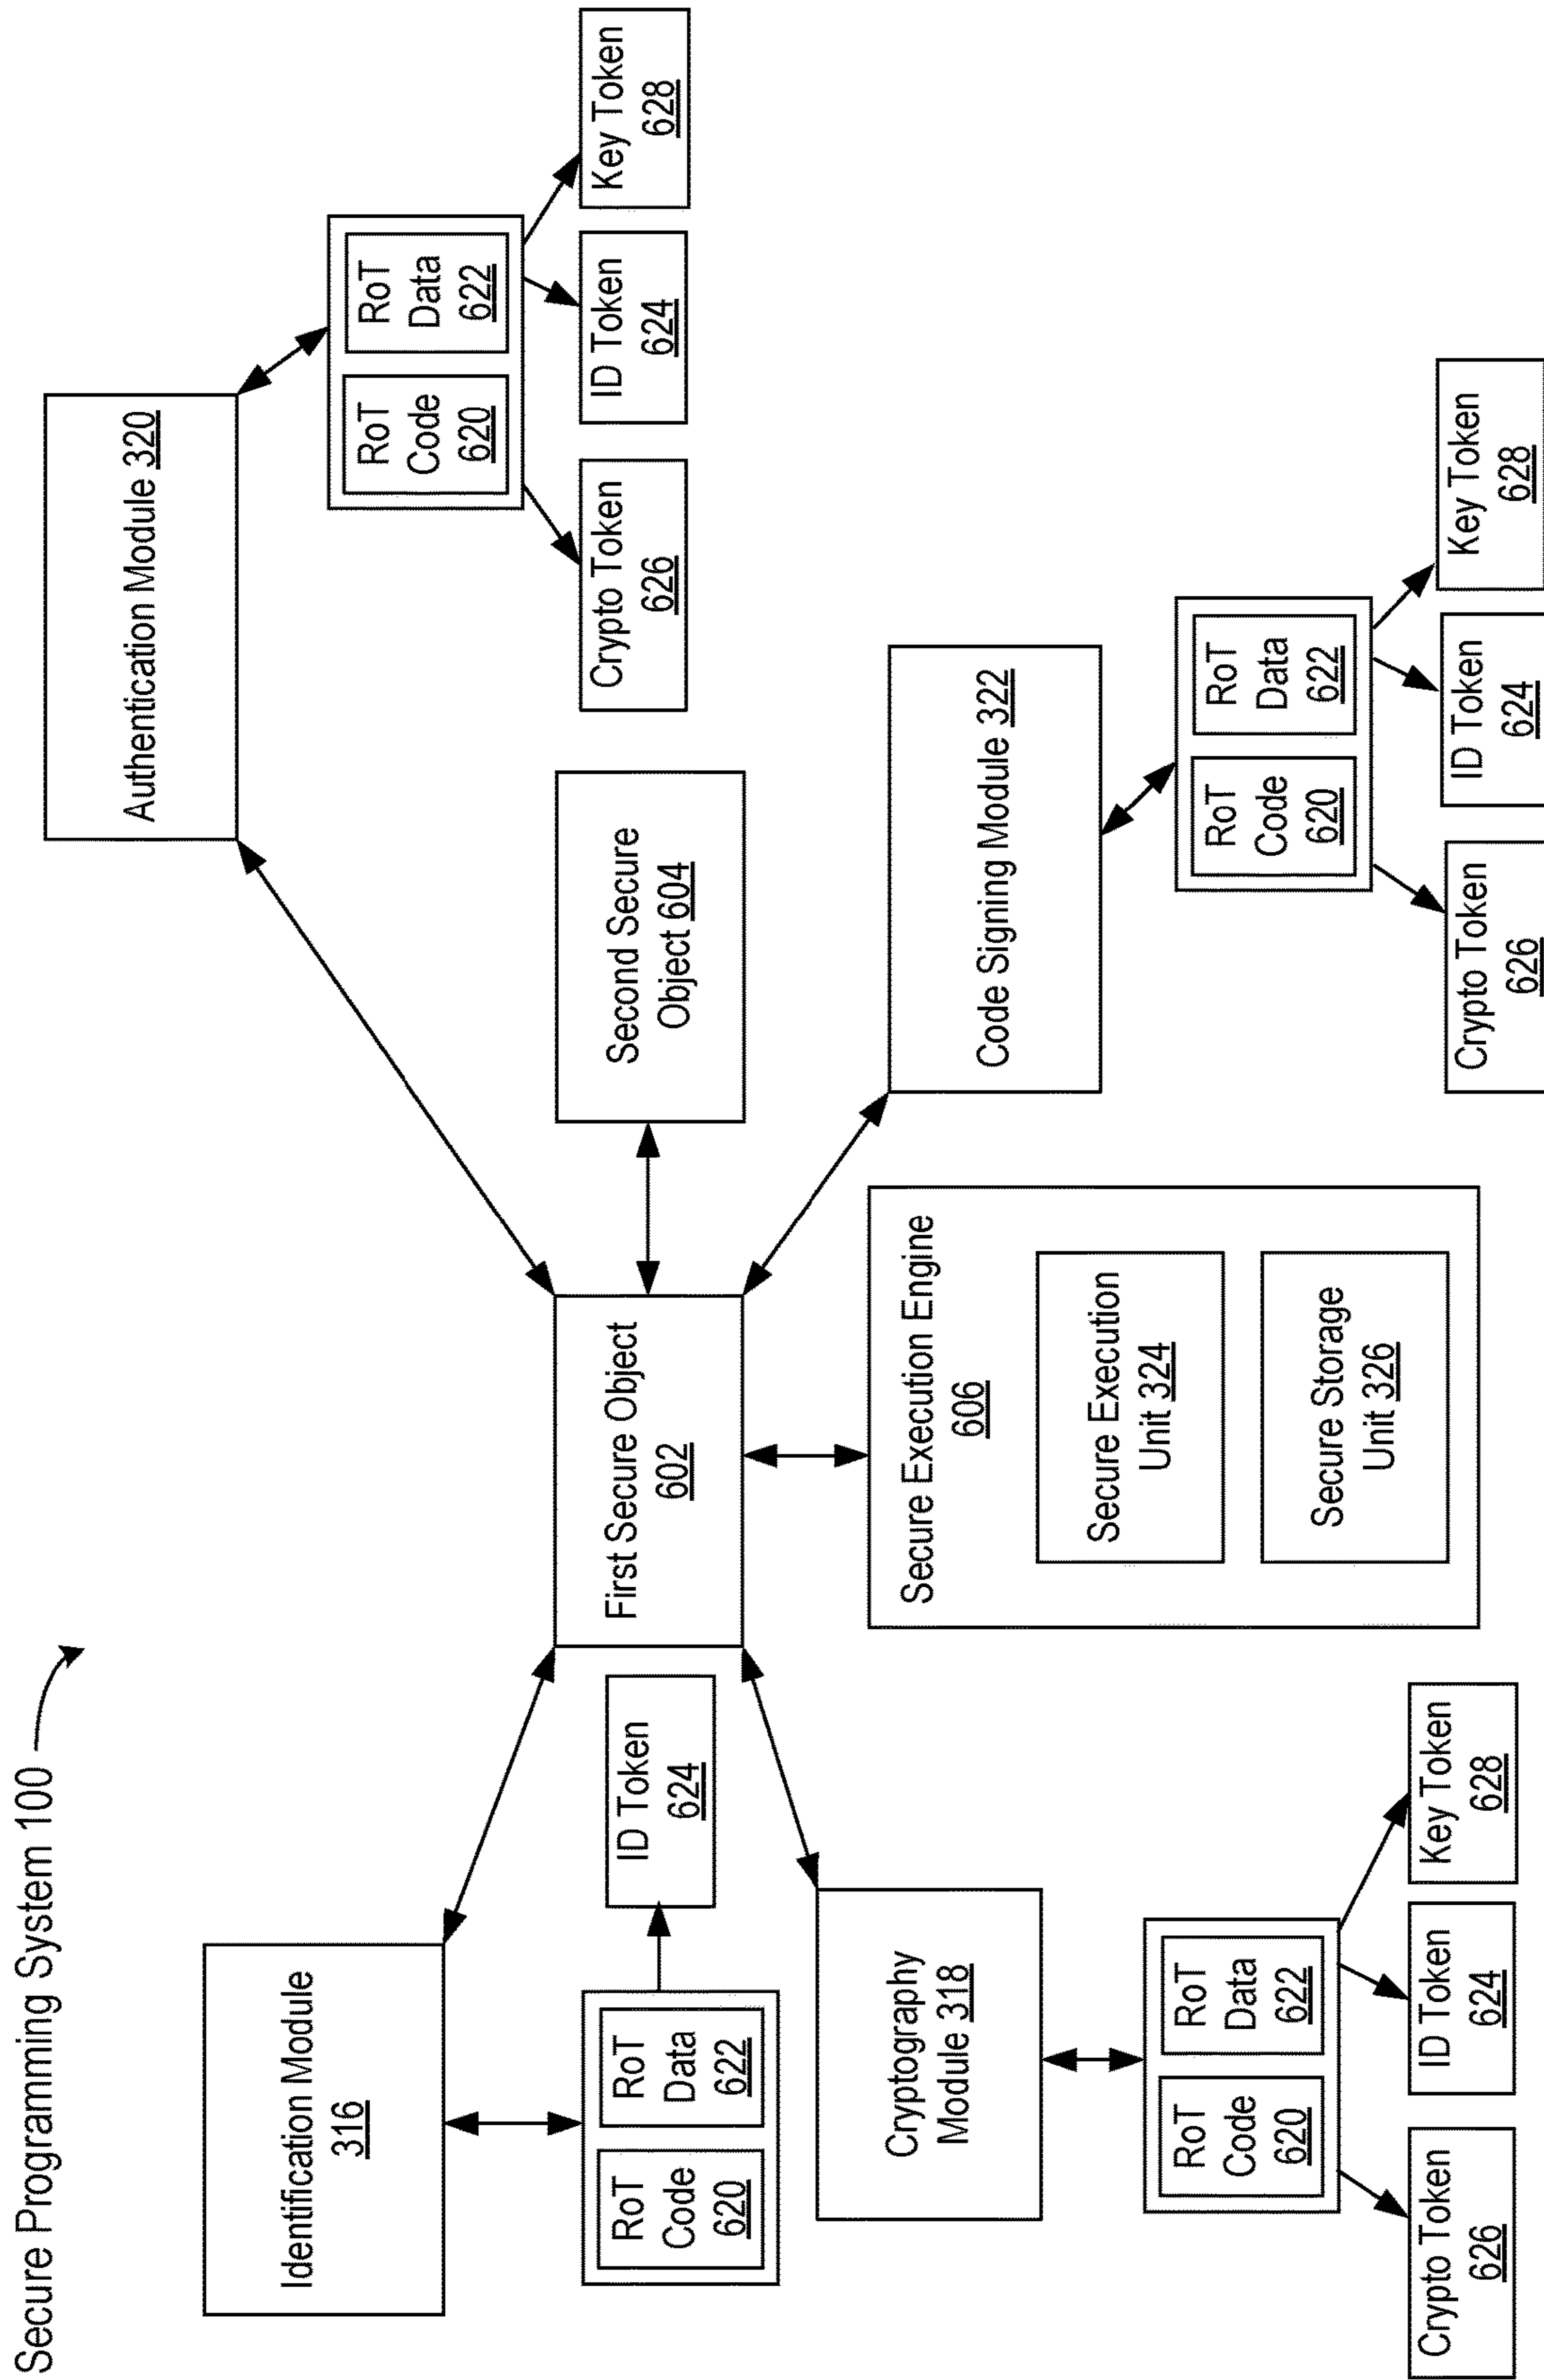 Secure Programming System 100
Identification Module
316
RoT
Code
620
RoT
Data
622
ID Token
624
Cryptography
Module 318
RoT
Code
620
RoT
Data
622
Crypto Token
626
ID Token
624
Key Token
628
First Secure Object
602
Secure Execution Engine
606
Secure Execution
Unit 324
Secure Storage
Unit 326
Second Secure
Object 604
Authentication Module 320
RoT
Code
620
RoT
Data
622
Crypto Token
626
ID Token
624
Key Token
628
Code Signing Module 322
RoT
Code
620
RoT
Data
622
Crypto Token
626
ID Token
624
Key Token
628